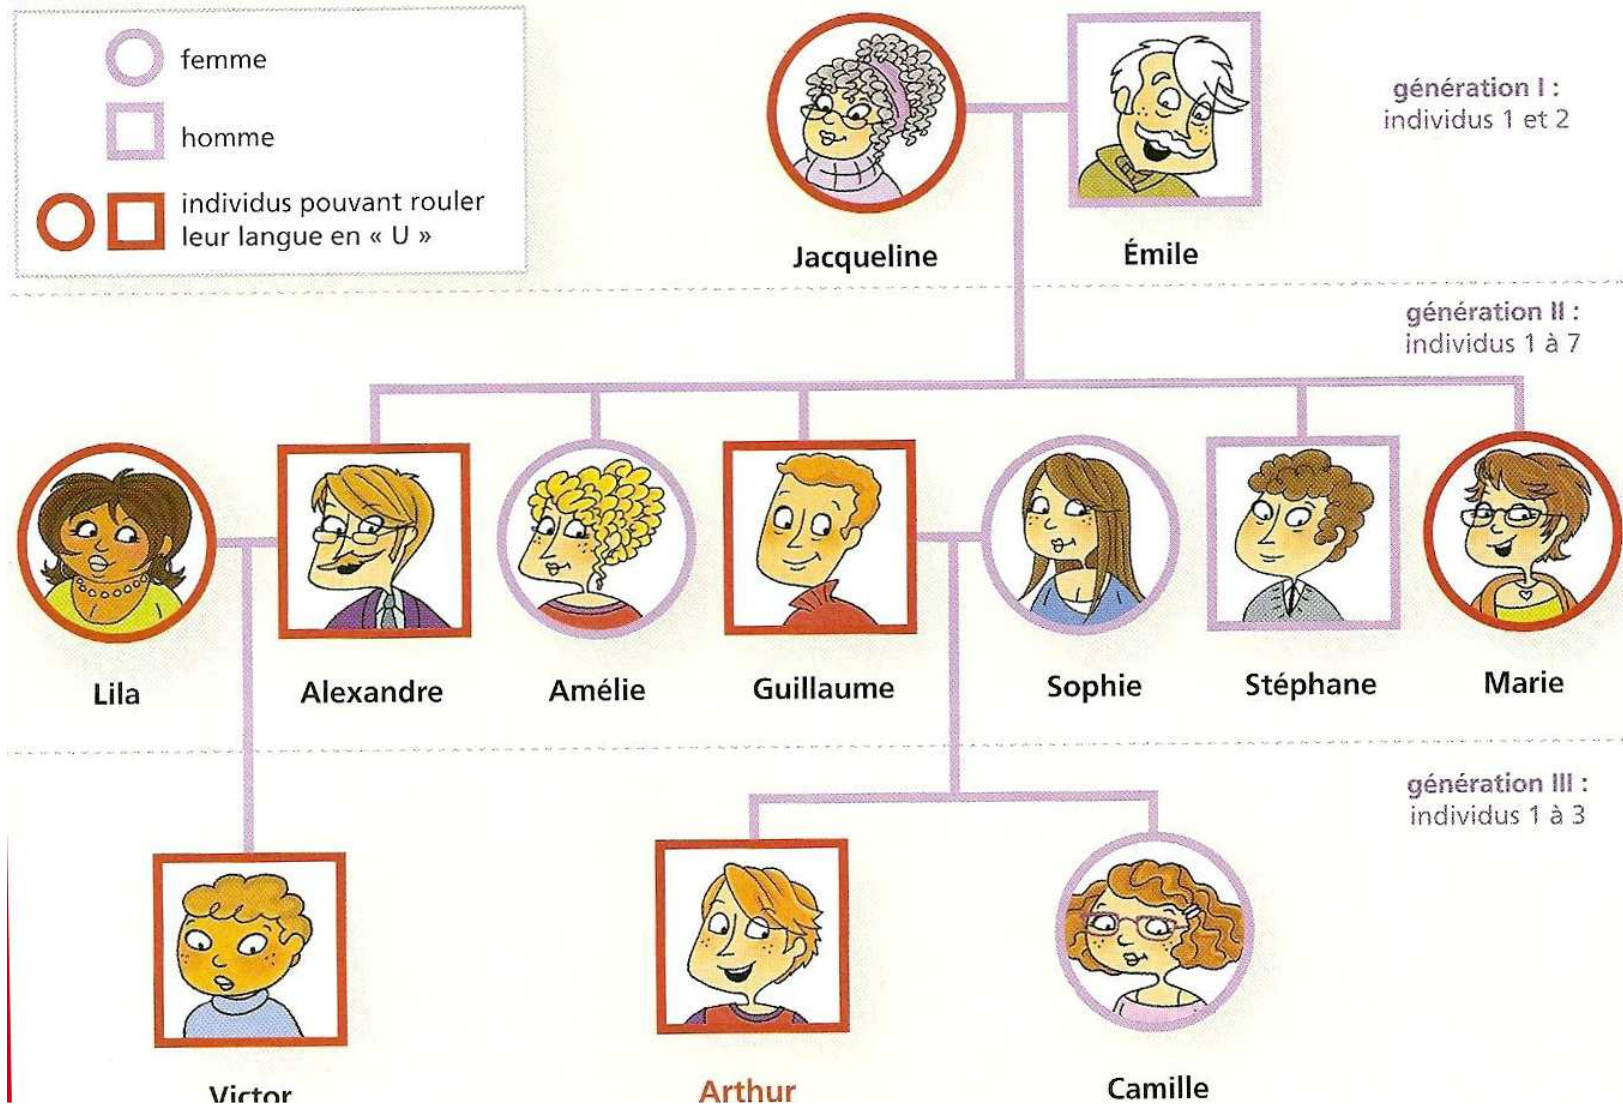 femme
homme
individus pouvant rouler
leur langue en « U »
génération I :
individus 1 et 2
Jacqueline
Émile
génération II :
individus 1 à 7
Lila
Alexandre
Amélie
Guillaume
Sophie
Stéphane
Marie
génération III :
individus 1 à 3
Victor
Arthur
Camille